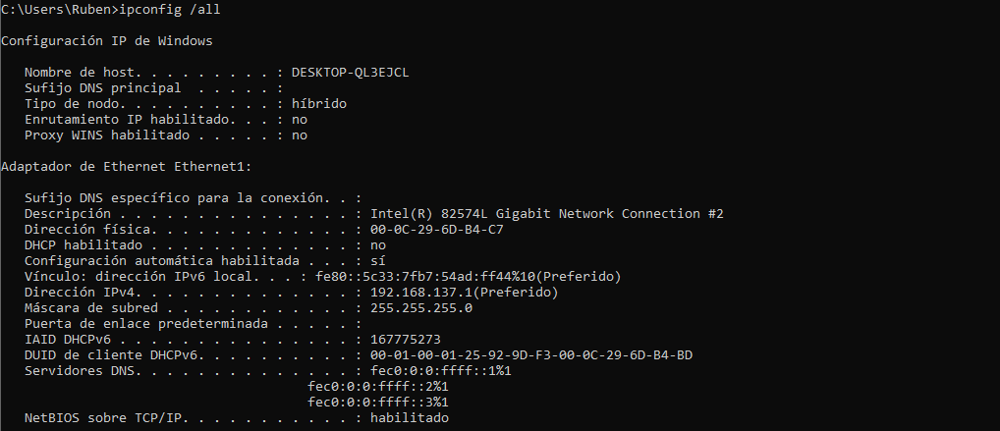 C:\Users\Ruben>ipconfig /all
Configuración IP de Windows
Nombre de host. . . . . . . . . : DESKTOP-QL3EJCL
Sufijo DNS principal  . . . . . :
Tipo de nodo. . . . . . . . . . : híbrido
Enrutamiento IP habilitado. . . : no
Proxy WINS habilitado . . . . . : no
Adaptador de Ethernet Ethernet1:
Sufijo DNS específico para la conexión. . :
Descripción . . . . . . . . . . . . . . . : Intel(R) 82574L Gigabit Network Connection #2
Dirección física. . . . . . . . . . . . . : 00-0C-29-6D-B4-C7
DHCP habilitado . . . . . . . . . . . . . : no
Configuración automática habilitada . . . : sí
Vínculo: dirección IPv6 local. . . : fe80::5c33:7fb7:54ad:ff44%10(Preferido)
Dirección IPv4. . . . . . . . . . . . . . : 192.168.137.1(Preferido)
Máscara de subred . . . . . . . . . . . . : 255.255.255.0
Puerta de enlace predeterminada . . . . . :
IAID DHCPv6 . . . . . . . . . . . . . . . : 167775273
DUID de cliente DHCPv6. . . . . . . . . . : 00-01-00-01-25-92-9D-F3-00-0C-29-6D-B4-BD
Servidores DNS. . . . . . . . . . . . . . : fec0:0:0:ffff::1%1
fec0:0:0:ffff::2%1
fec0:0:0:ffff::3%1
NetBIOS sobre TCP/IP. . . . . . . . . . . : habilitado